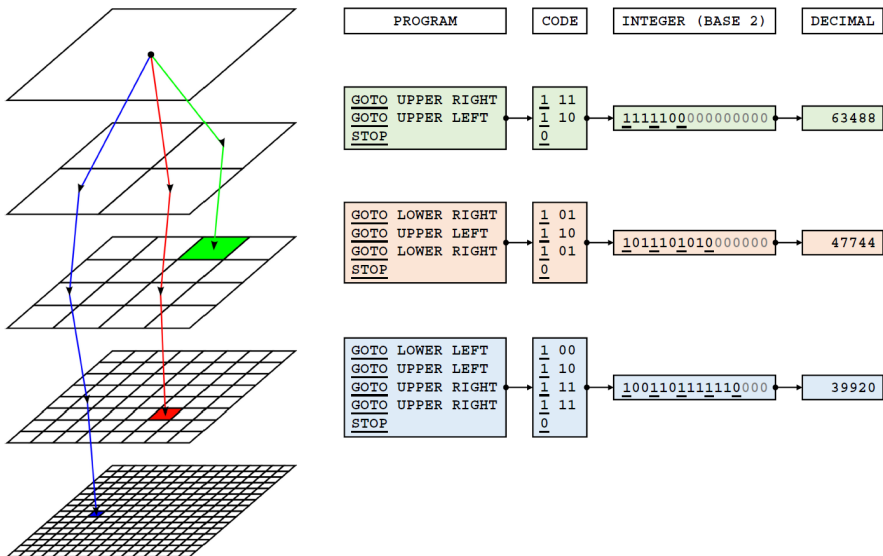 PROGRAM
CODE
INTEGER (BASE 2)
DECIMAL
GOTO UPPER RIGHT
GOTO UPPER LEFT
STOP
1 11
1 10
0
1111100000000000
63488
GOTO LOWER RIGHT
GOTO UPPER LEFT
GOTO LOWER RIGHT
STOP
1 01
1 10
1 01
0
1011101010000000
47744
GOTO LOWER LEFT
GOTO UPPER LEFT
GOTO UPPER RIGHT
GOTO UPPER RIGHT
STOP
1 00
1 10
1 11
1 11
0
1001101111110000
39920